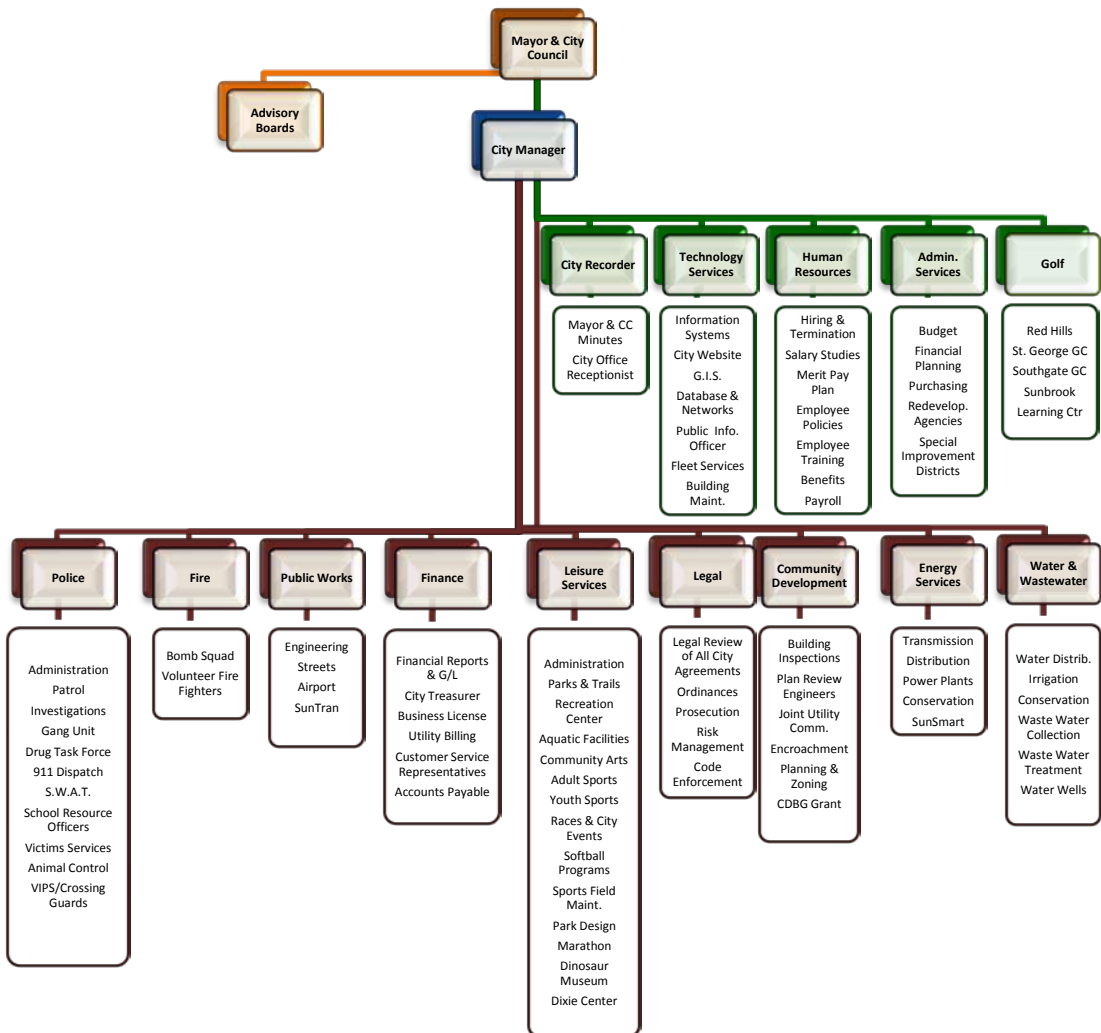 Mayor & City
Council
Advisory
Boards
City Manager
City Recorder
Technology
Services
Human
Resources
Admin.
Services
Golf
Mayor & CC
Minutes
City Office
Receptionist
Information
Systems
City Website
G.I.S.
Database &
Networks
Public Info.
Officer
Fleet Services
Building
Maint.
Hiring &
Termination
Salary Studies
Merit Pay
Plan
Employee
Policies
Employee
Training
Benefits
Payroll
Budget
Financial
Planning
Purchasing
Redevelop.
Agencies
Special
Improvement
Districts
Red Hills
St. George GC
Southgate GC
Sunbrook
Learning Ctr
Police
Fire
Public Works
Finance
Leisure
Services
Legal
Community
Development
Energy
Services
Water &
Wastewater
Administration
Patrol
Investigations
Gang Unit
Drug Task Force
911 Dispatch
S.W.A.T.
School Resource
Officers
Victims Services
Animal Control
VIPS/Crossing
Guards
Bomb Squad
Volunteer Fire
Fighters
Engineering
Streets
Airport
SunTran
Financial Reports
& G/L
City Treasurer
Business License
Utility Billing
Customer Service
Representatives
Accounts Payable
Administration
Parks & Trails
Recreation
Center
Aquatic Facilities
Community Arts
Adult Sports
Youth Sports
Races & City
Events
Softball
Programs
Sports Field
Maint.
Park Design
Marathon
Dinosaur
Museum
Dixie Center
Legal Review
of All City
Agreements
Ordinances
Prosecution
Risk
Management
Code
Enforcement
Building
Inspections
Plan Review
Engineers
Joint Utility
Comm.
Encroachment
Planning &
Zoning
CDBG Grant
Transmission
Distribution
Power Plants
Conservation
SunSmart
Water Distrib.
Irrigation
Conservation
Waste Water
Collection
Waste Water
Treatment
Water Wells